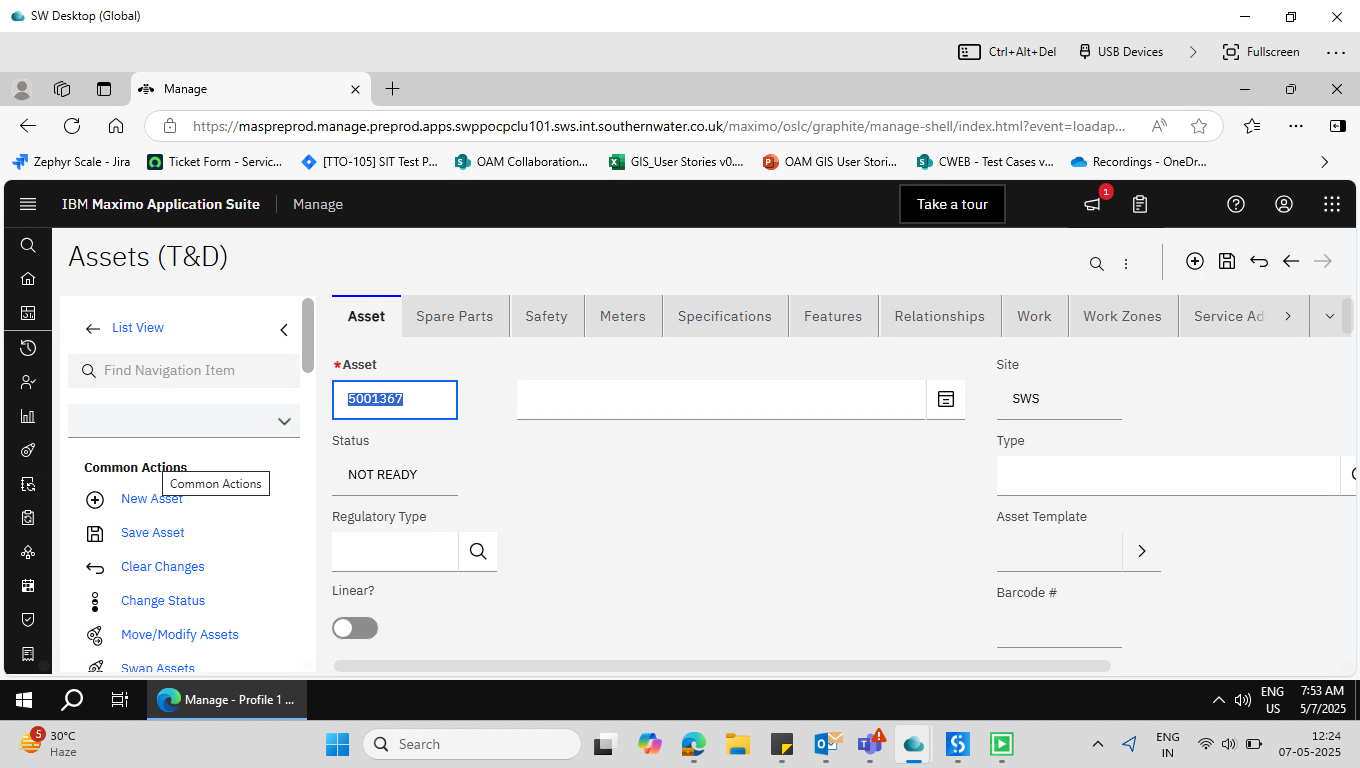 SW Desktop (Global)
Ctrl+Alt+Del
USB Devices
Fullscreen
Manage
https://maspreprod.manage.preprod.apps.swppocpclu101.sws.int.southernwater.co.uk/maximo/oslc/graphite/manage-shell/index.html?event=loadap...
Zephyr Scale - Jira
Ticket Form - Servic...
[TTO-105] SIT Test P...
OAM Collaboration...
GIS_User Stories v0....
OAM GIS User Stori...
CWEB - Test Cases v...
Recordings - OneDr...
IBM Maximo Application Suite
Manage
Take a tour
1
Assets (T&D)
List View
Find Navigation Item
Common Actions
Common Actions
New Asset
Save Asset
Clear Changes
Change Status
Move/Modify Assets
Swap Assets
Asset
Spare Parts
Safety
Meters
Specifications
Features
Relationships
Work
Work Zones
Service Ad
*Asset
5001367
Site
SWS
Status
NOT READY
Type
Regulatory Type
Asset Template
Linear?
Barcode #
Manage - Profile 1 ...
ENG
US
7:53 AM
5/7/2025
5
30°C
Haze
Search
ENG
IN
12:24
07-05-2025